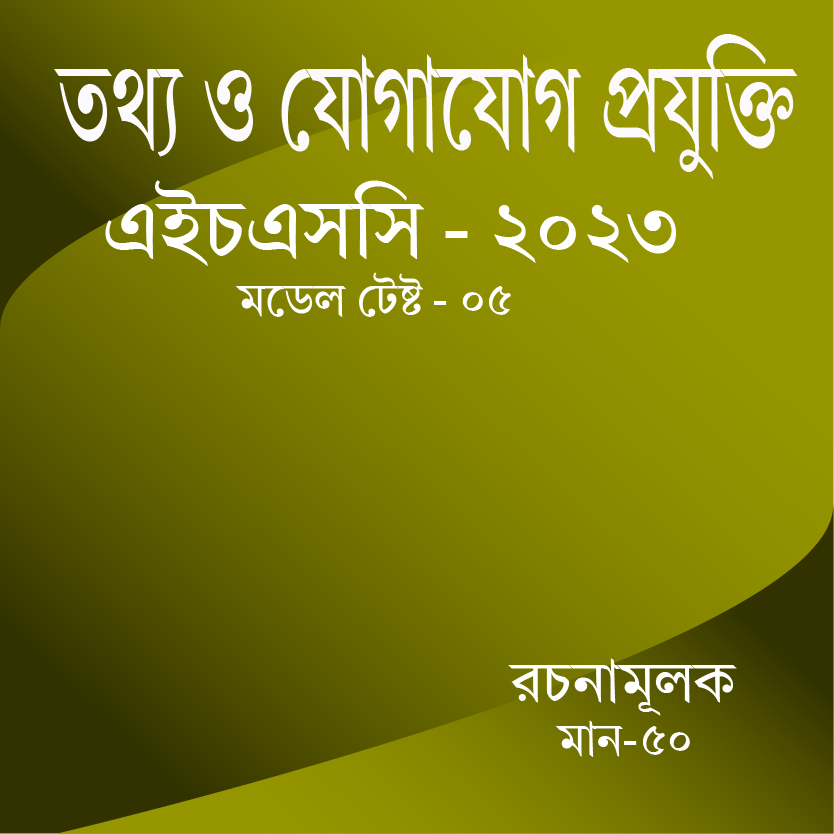 তথ্য ও যোগাযোগ প্রযুক্তি
এইচএসসি - ২০২৩
মডেল টেষ্ট - ০৫
রচনামূলক
মান-৫০